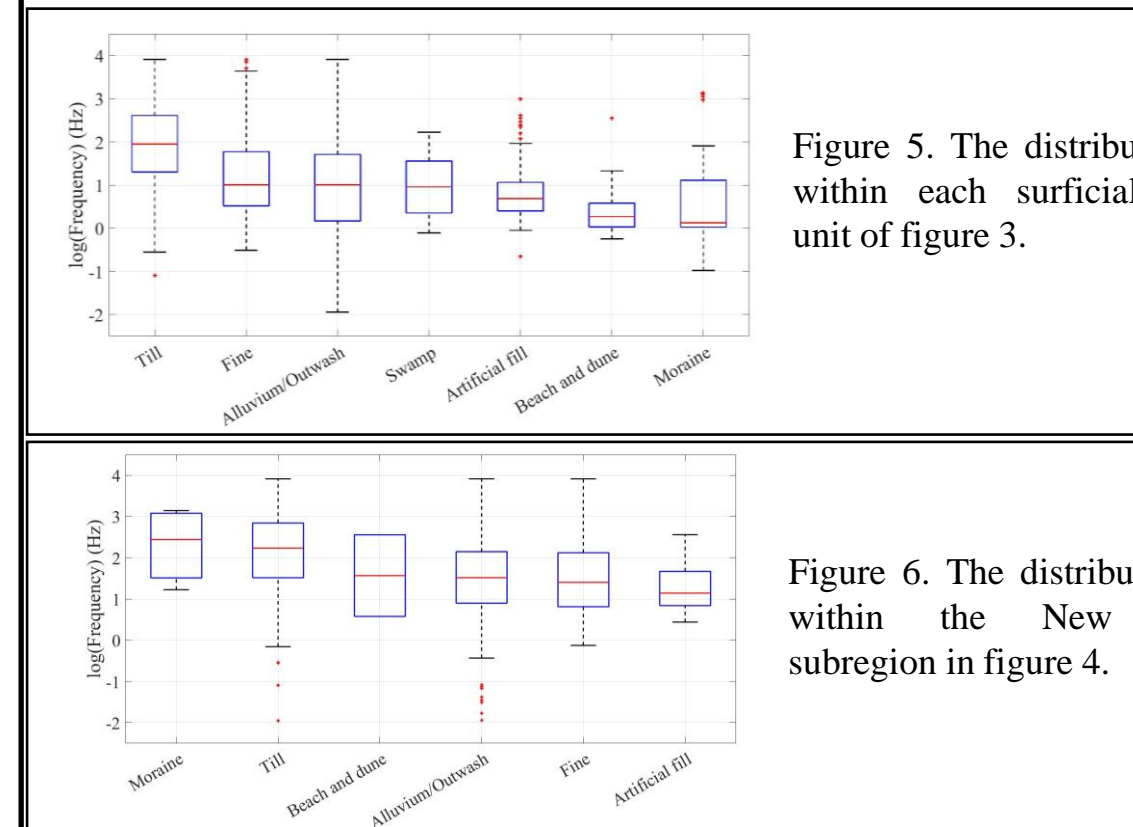 4
3
2
1
0
-1
-2
log(Frequency) (Hz)
Till
Fine
Alluvium/Outwash
Swamp
Artificial fill
Beach and dune
Moraine
Figure 5. The distribu
within each surficial
unit of figure 3.
4
3
2
1
0
-1
-2
log(Frequency) (Hz)
Moraine
Till
Beach and dune
Alluvium/Outwash
Fine
Artificial fill
Figure 6. The distribu
within the New
subregion in figure 4.